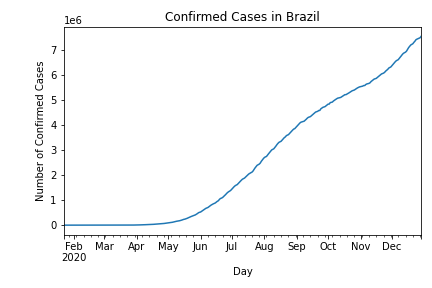 Confirmed Cases in Brazil
1e6
7
6
5
4
3
2
1
0
Number of Confirmed Cases
Feb Mar Apr May Jun Jul Aug Sep Oct Nov Dec
2020
Day